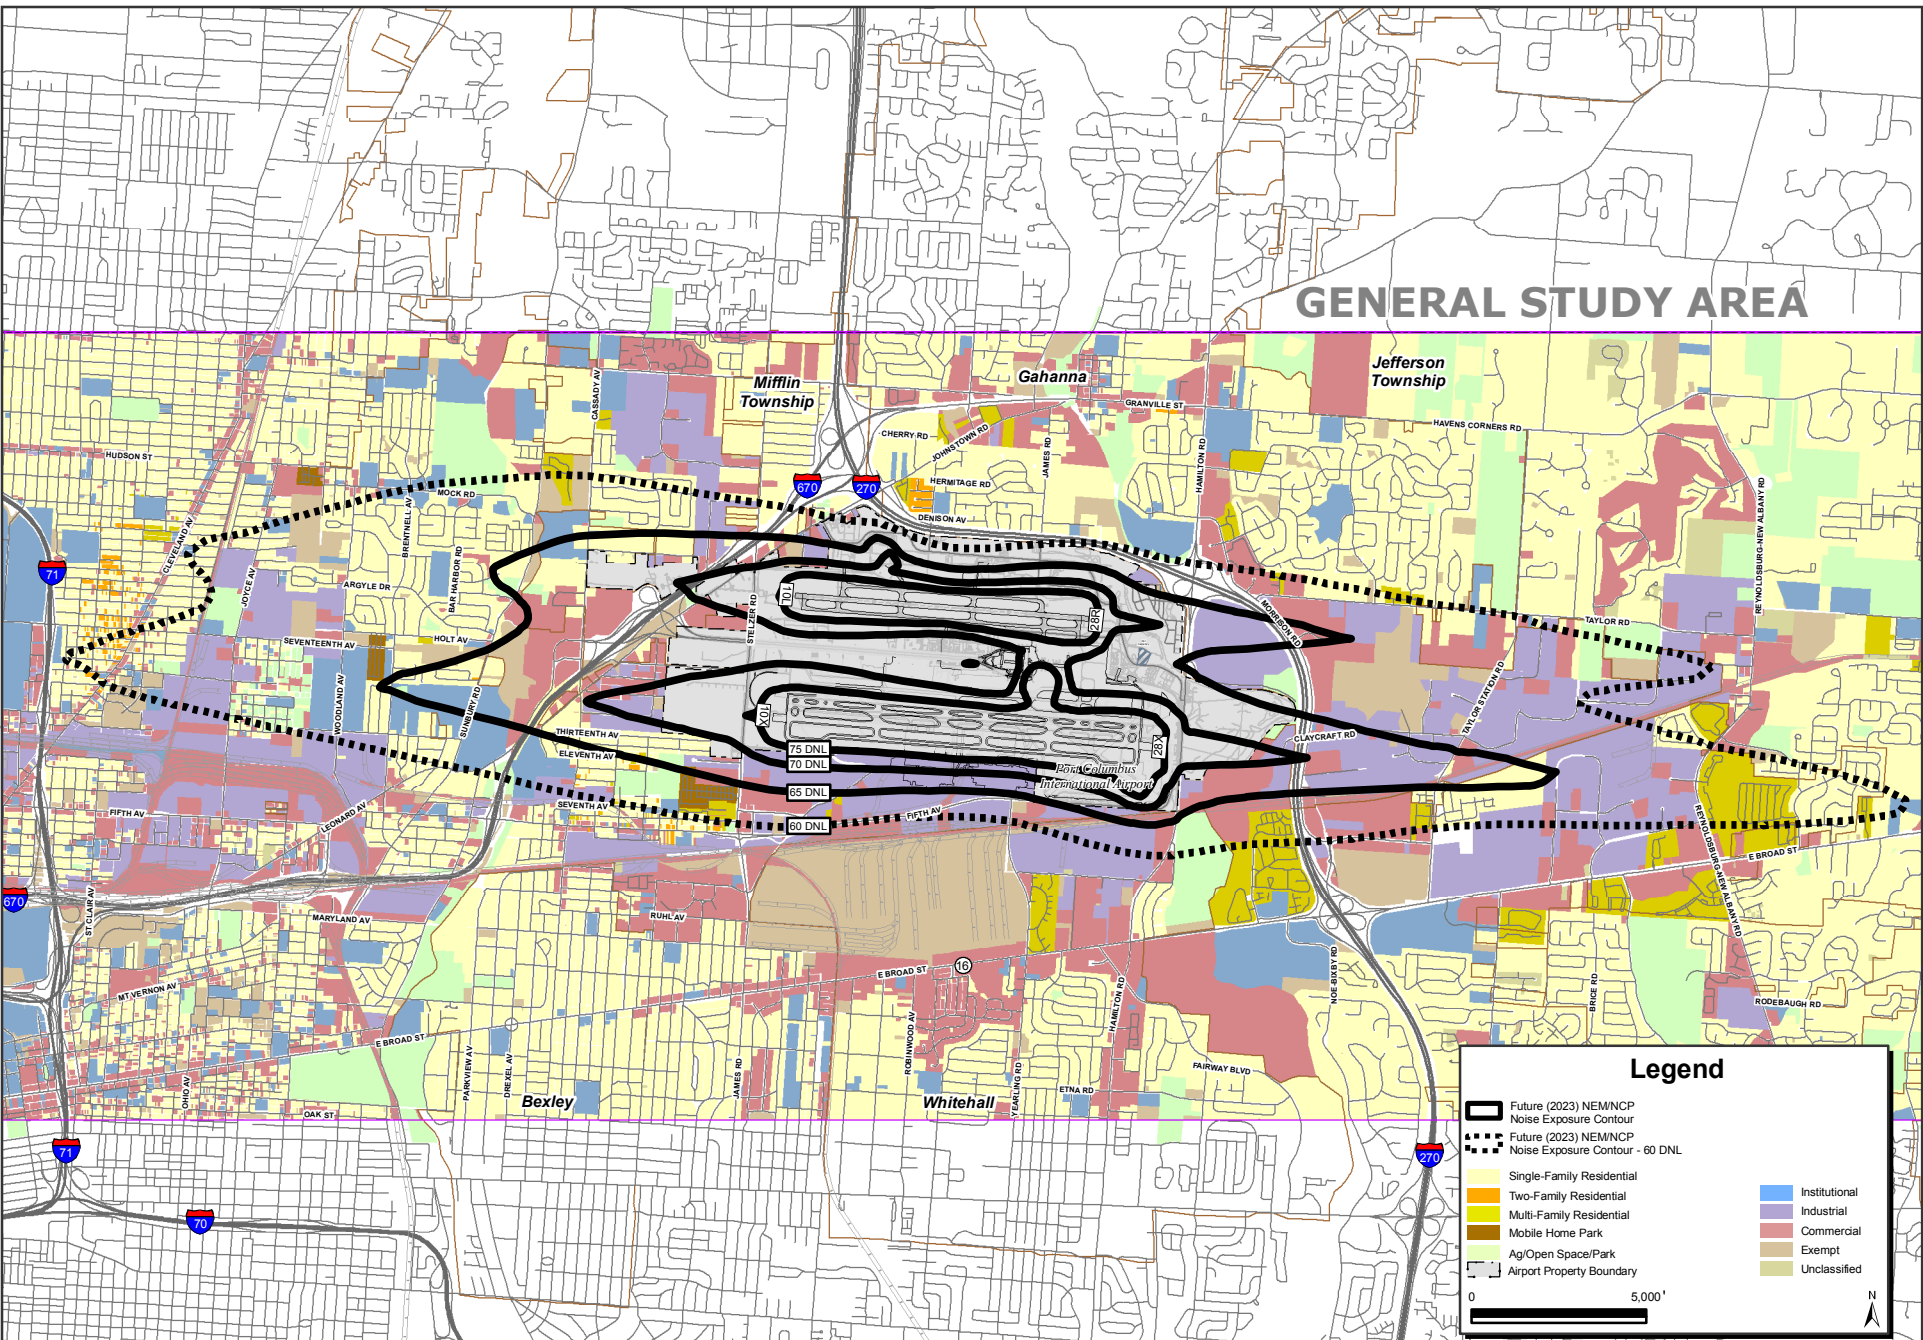 GENERAL STUDY AREA
Jefferson
Township
Gahanna
Mifflin
Township
GRANVILLE ST
HAVENS CORNERS RD
CASSADY AV
CHERRY RD
JOHNSTOWN RD
JAMES RD
HAMILTON RD
HUDSON ST
MOCK RD
670
270
HERMITAGE RD
DENISON AV
REYNOLDSBURG-NEW ALBANY RD
CLEVELAND AV
BRENTNELL AV
BAR HARBOR RD
71
JOYCE AV
ARGYLE DR
STELZER RD
10L
28R
MORRISON RD
TAYLOR RD
SEVENTEENTH AV
HOLT AV
WOODLAND AV
SUNBURY RD
TAYLOR STATION RD
10X
28X
THIRTEENTH AV
ELEVENTH AV
CLAYCRAFT RD
75 DNL
70 DNL
65 DNL
60 DNL
Port Columbus
International Airport
FIFTH AV
LEONARD AV
SEVENTH AV
FIFTH AV
REYNOLDSBURG-NEW ALBANY RD
E BROAD ST
670
ST CLAIR AV
MARYLAND AV
RUHL AV
E BROAD ST
16
MT VERNON AV
NOE-BIXBY RD
BRICE RD
RODEBAUGH RD
E BROAD ST
PARKVIEW AV
DREXEL AV
JAMES RD
ROBINWOOD AV
YEARLING RD
HAMILTON RD
ETNA RD
FAIRWAY BLVD
OHIO AV
OAK ST
Bexley
Whitehall
71
70
270
Legend
Future (2023) NEM/NCP
Noise Exposure Contour
Future (2023) NEM/NCP
Noise Exposure Contour - 60 DNL
Single-Family Residential
Two-Family Residential
Multi-Family Residential
Mobile Home Park
Ag/Open Space/Park
Airport Property Boundary
Institutional
Industrial
Commercial
Exempt
Unclassified
0
5,000'
N